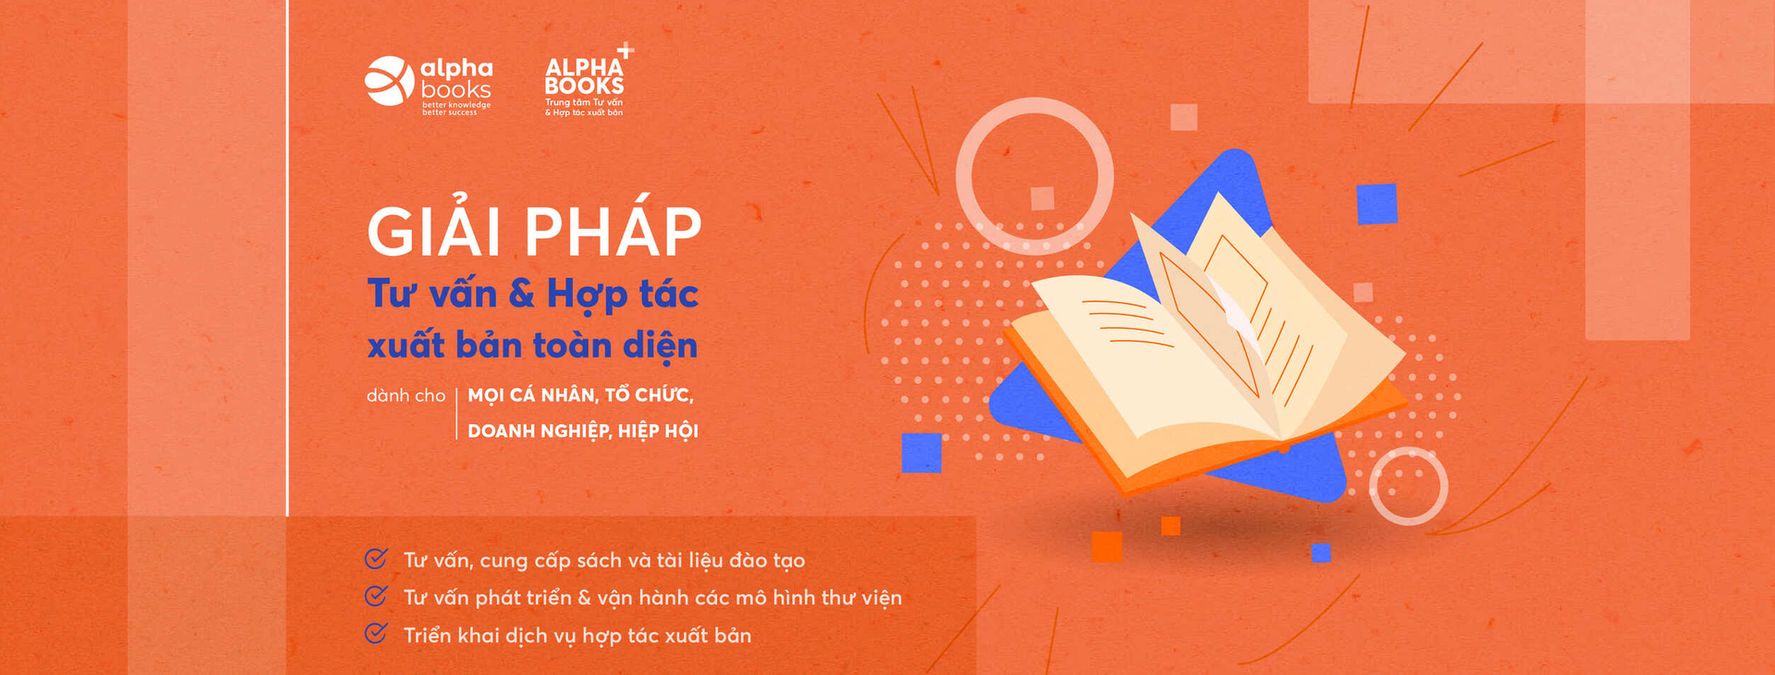 alpha
books
better knowledge
better success
ALPHA+
BOOKS
Trung tâm Tư vấn
& Hợp tác xuất bản
GIẢI PHÁP
Tư vấn & Hợp tác
xuất bản toàn diện
dành cho MỌI CÁ NHÂN, TỔ CHỨC,
DOANH NGHIỆP, HIỆP HỘI
Tư vấn, cung cấp sách và tài liệu đào tạo
Tư vấn phát triển & vận hành các mô hình thư viện
Triển khai dịch vụ hợp tác xuất bản